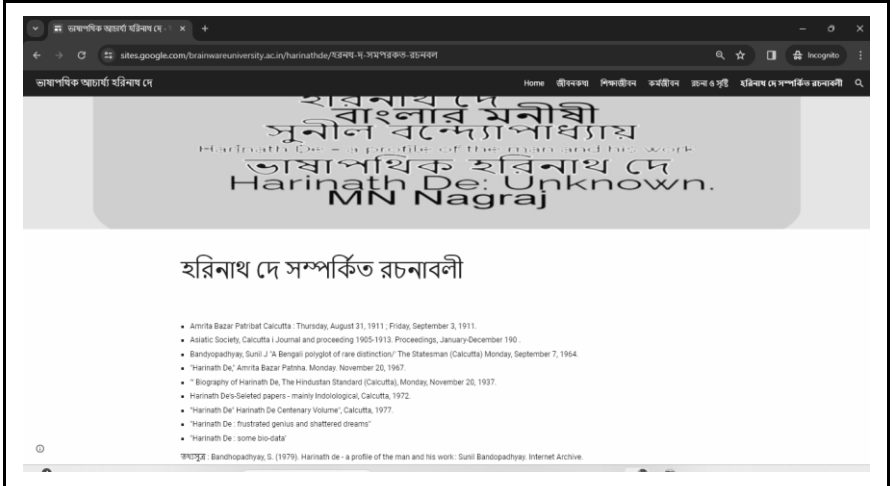 ভাষাপথিক আচার্য্য হরিনাথ দে -
sites.google.com/brainwareuniversity.ac.in/harinathde/হরনথ-দ-সমপরকত-রচনবল
Incognito
ভাষাপথিক আচার্য্য হরিনাথ দে
Home জীবনকথা শিক্ষাজীবন কর্মজীবন রচনা ও সৃষ্টি হরিনাথ দে সম্পর্কিত রচনাবলী
হরিনাথ দে
বাংলার মনীষী
সুনীল বন্দ্যোপাধ্যায়
Harinath De - a profile of the man and his work
ভাষাপথিক হরিনাথ দে
Harinath De: Unknown.
MN Nagraj
হরিনাথ দে সম্পর্কিত রচনাবলী
Amrita Bazar Patribat Calcutta : Thursday, August 31, 1911 ; Friday, September 3, 1911.
Asiatic Society, Calcutta i Journal and proceeding 1905-1913. Proceedings, January-December 190 .
Bandyopadhyay, Sunil J "A Bengali polyglot of rare distinction/' The Statesman (Calcutta) Monday, September 7, 1964.
"Harinath De," Amrita Bazar Patnha. Monday. November 20, 1967.
" Biography of Harinath De, The Hindustan Standard (Calcutta), Monday, November 20, 1937.
Harinath De's-Seleted papers - mainly Indolological, Calcutta, 1972.
"Harinath De" Harinath De Centenary Volume", Calcutta, 1977.
"Harinath De : frustrated genius and shattered dreams"
"Harinath De : some bio-data'
তথ্যসূত্র : Bandhopadhyay, S. (1979). Harinath de - a profile of the man and his work : Sunil Bandopadhyay. Internet Archive.